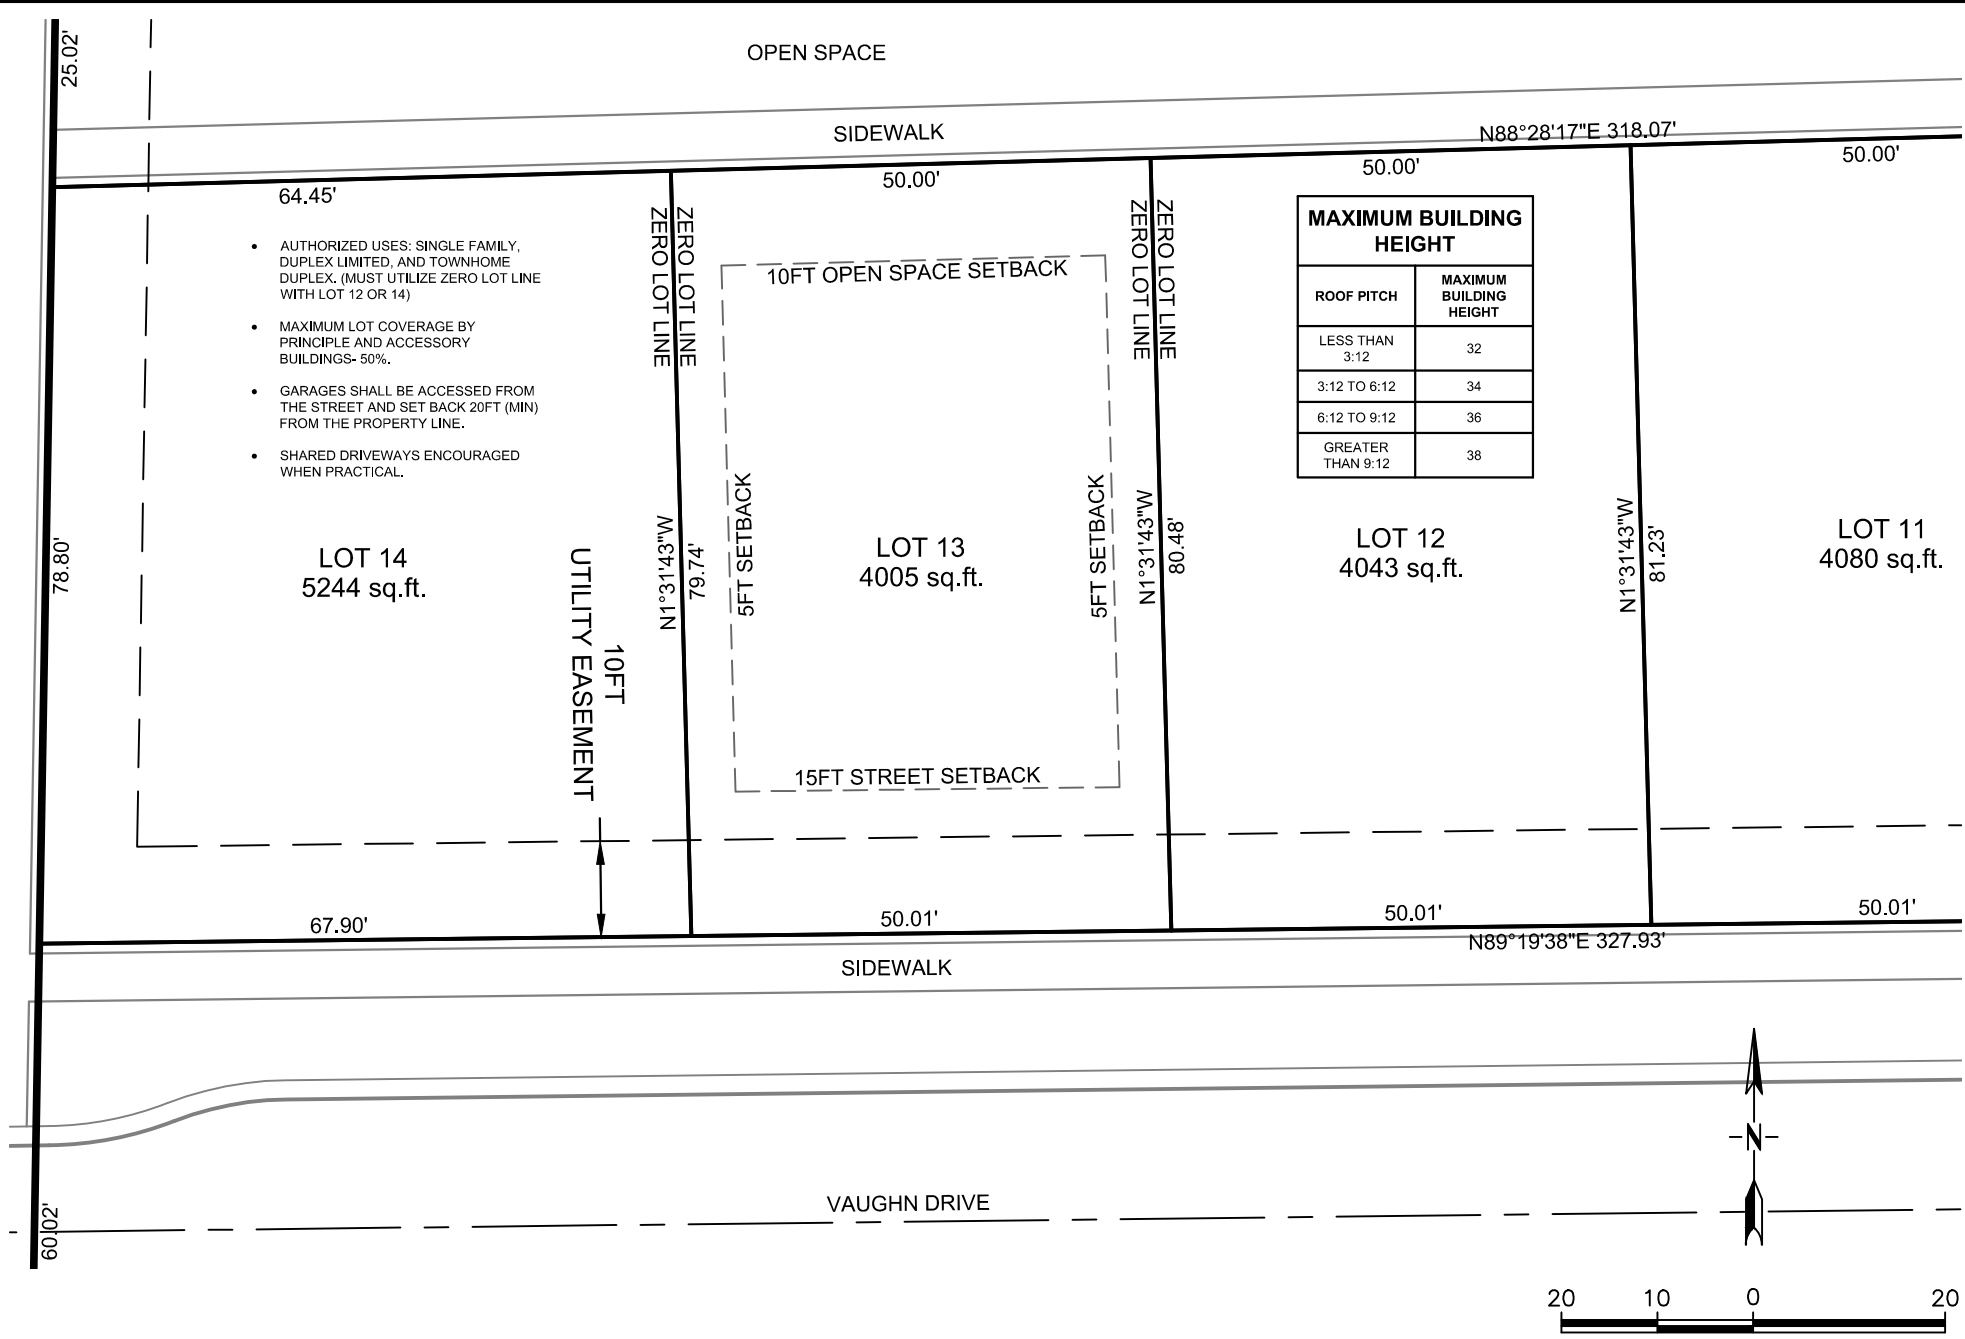 OPEN SPACE
25.02'
SIDEWALK
N88°28'17"E 318.07'
64.45'
50.00'
50.00'
50.00'
ZERO LOT LINE
ZERO LOT LINE
ZERO LOT LINE
ZERO LOT LINE
• AUTHORIZED USES: SINGLE FAMILY,
DUPLEX LIMITED, AND TOWNHOME
DUPLEX. (MUST UTILIZE ZERO LOT LINE
WITH LOT 12 OR 14)
• MAXIMUM LOT COVERAGE BY
PRINCIPLE AND ACCESSORY
BUILDINGS- 50%.
• GARAGES SHALL BE ACCESSED FROM
THE STREET AND SET BACK 20FT (MIN)
FROM THE PROPERTY LINE.
• SHARED DRIVEWAYS ENCOURAGED
WHEN PRACTICAL.
10FT OPEN SPACE SETBACK
MAXIMUM BUILDING
HEIGHT
ROOF PITCH
MAXIMUM
BUILDING
HEIGHT
LESS THAN
3:12
32
3:12 TO 6:12
34
6:12 TO 9:12
36
GREATER
THAN 9:12
38
78.80'
LOT 14
5244 sq.ft.
10FT
UTILITY EASEMENT
N1°31'43"W
79.74'
5FT SETBACK
LOT 13
4005 sq.ft.
5FT SETBACK
N1°31'43"W
80.48'
LOT 12
4043 sq.ft.
N1°31'43"W
81.23'
LOT 11
4080 sq.ft.
15FT STREET SETBACK
67.90'
50.01'
50.01'
50.01'
N89°19'38"E 327.93'
SIDEWALK
N
VAUGHN DRIVE
60.02'
20 10 0 20